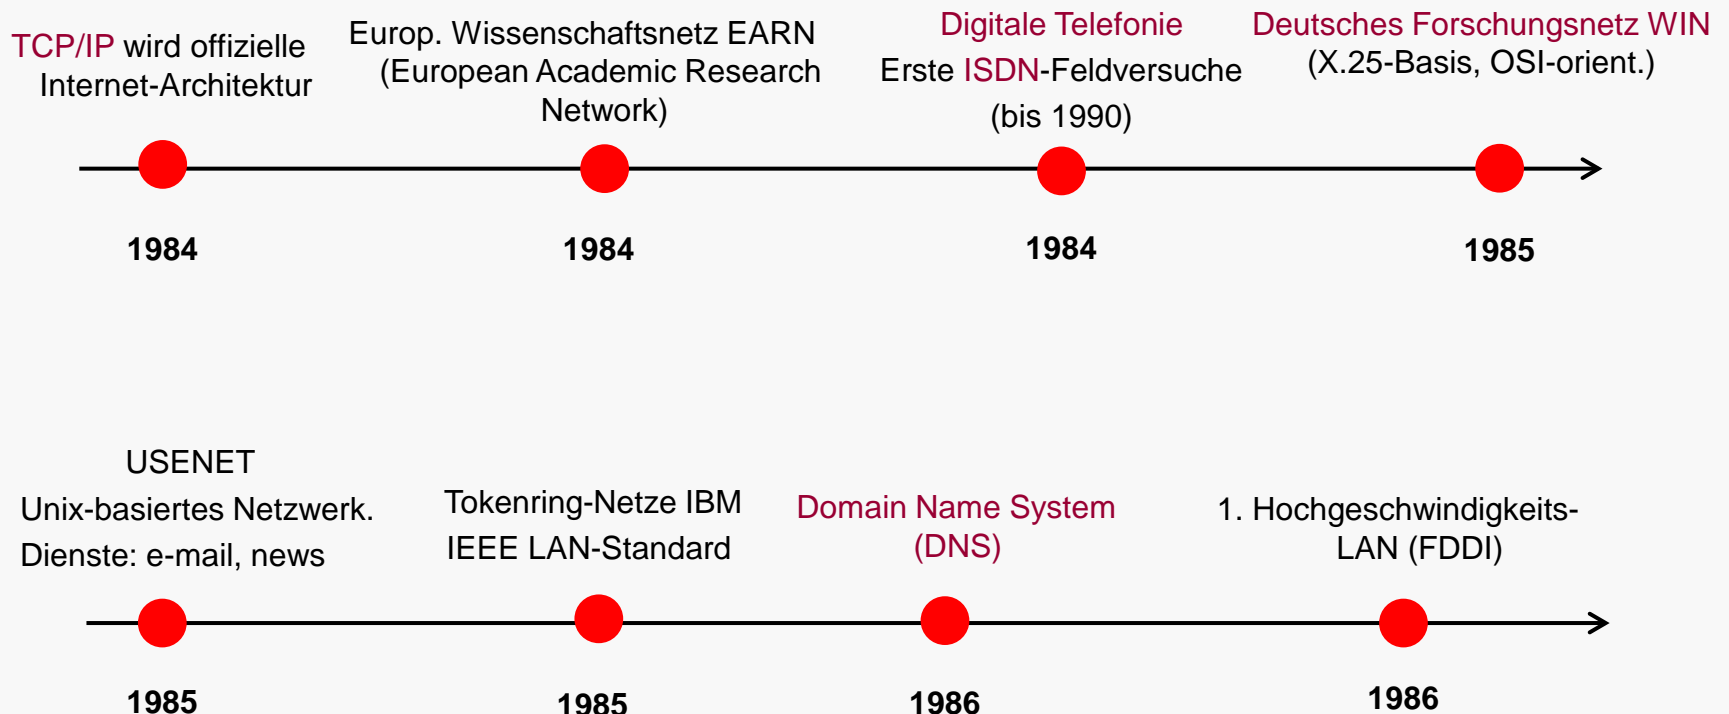 TCP/IP wird offizielle
Internet-Architektur
Europ. Wissenschaftsnetz EARN
(European Academic Research
Network)
Digitale Telefonie
Erste ISDN-Feldversuche
(bis 1990)
Deutsches Forschungsnetz WIN
(X.25-Basis, OSI-orient.)
1984
1984
1984
1985
USENET
Unix-basiertes Netzwerk.
Dienste: e-mail, news
Tokenring-Netze IBM
IEEE LAN-Standard
Domain Name System
(DNS)
1. Hochgeschwindigkeits-
LAN (FDDI)
1985
1985
1986
1986